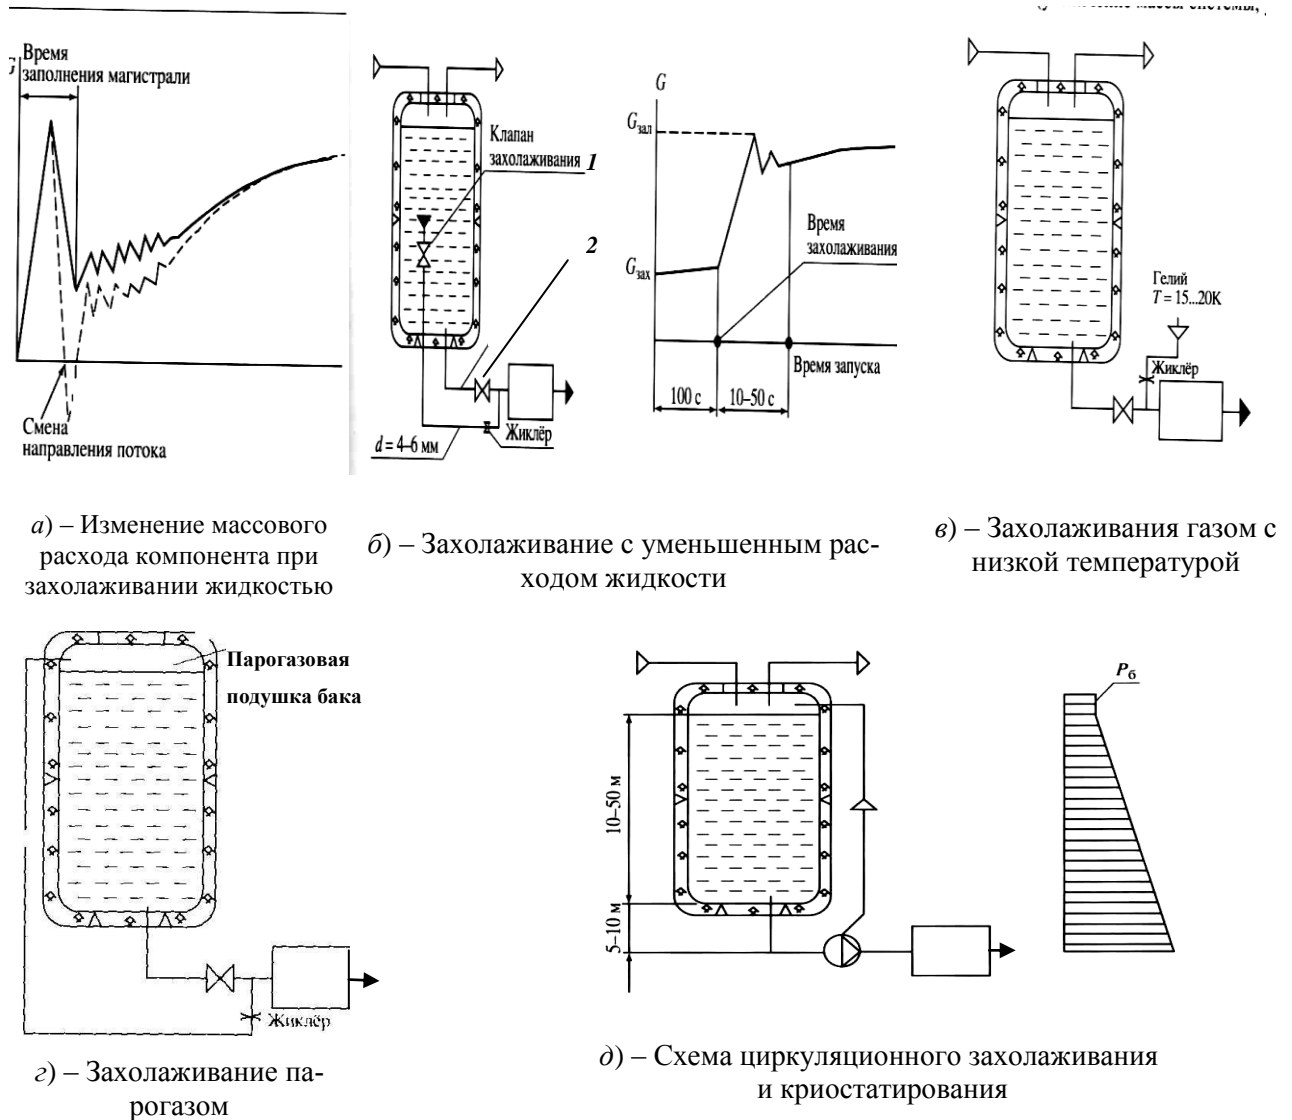 Время
заполнения магистрали
G
Смена
направления потока
Клапан
захолаживания 1
2
d = 4–6 мм
Жиклёр
G
Gзал
Gзах
Время
захолаживания
Время запуска
100 с
10–50 с
Гелий
T = 15...20K
Жиклёр
а) – Изменение массового
расхода компонента при
захолаживании жидкостью
б) – Захолаживание с уменьшенным рас-
ходом жидкости
в) – Захолаживания газом с
низкой температурой
Парогазовая
подушка бака
Жиклёр
10–50 м
5–10 м
Pб
г) – Захолаживание па-
рогазом
д) – Схема циркуляционного захолаживания
и криостатирования